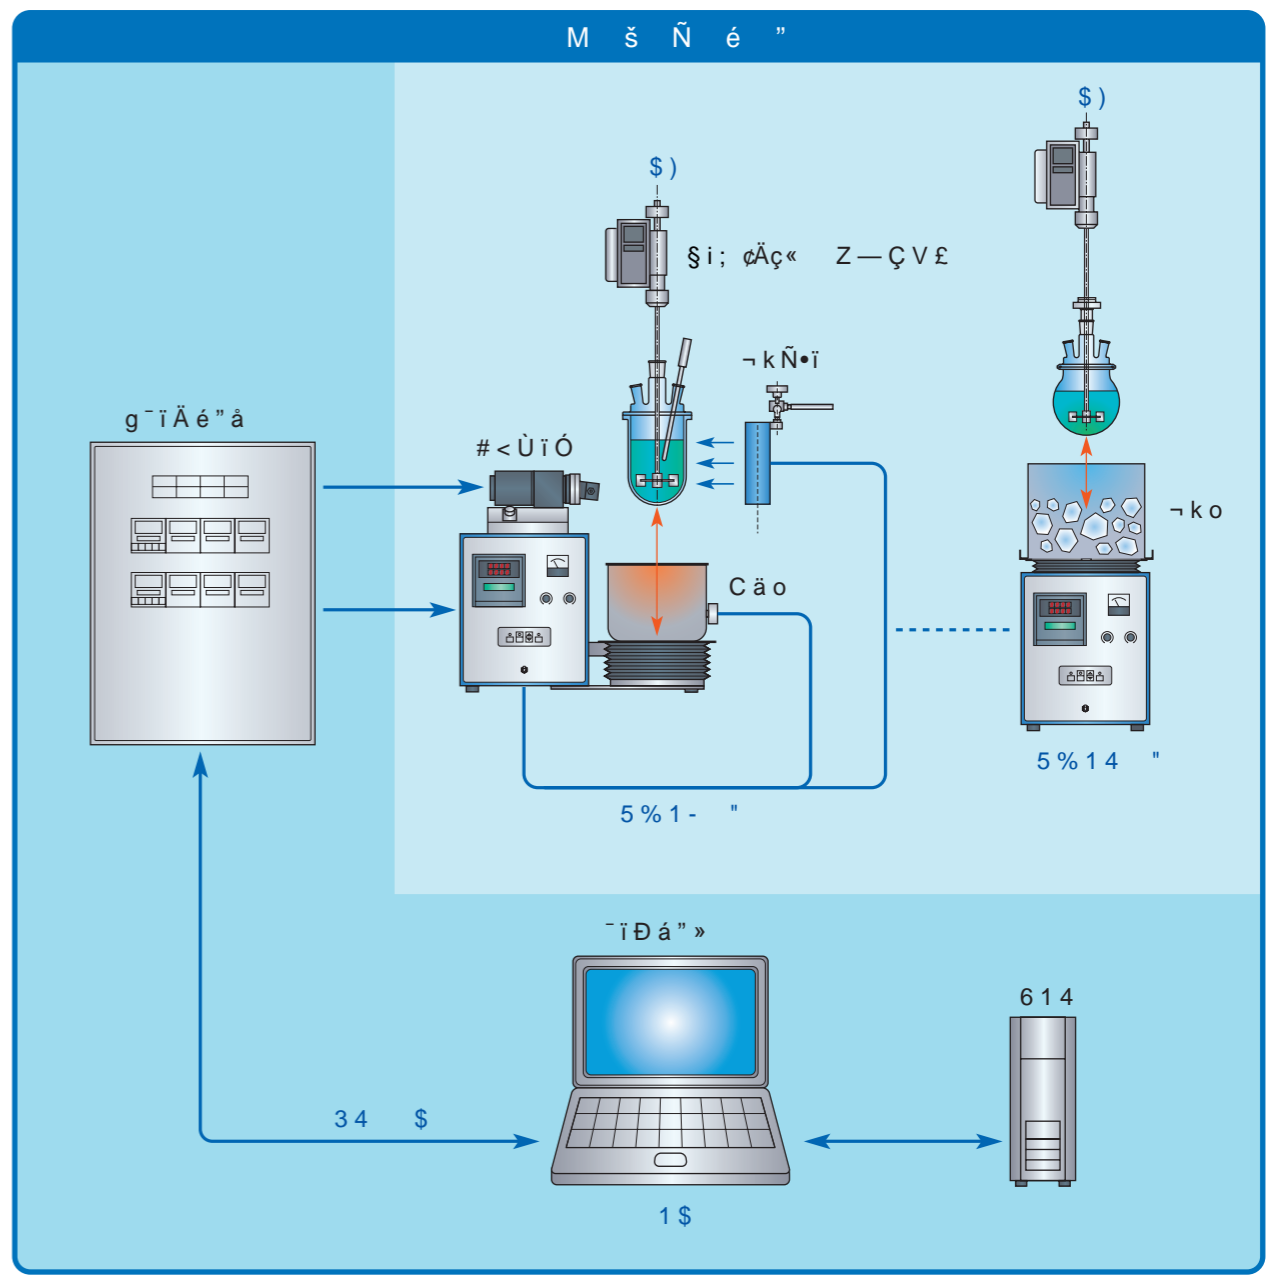 M š Ñ é ”
$ )
$ )
§ i ; ¢Äç« Z — Ç V £
¬ k Ñ • ï
g ¯ ï Ä é ” å
# < Ù ï Ó
¬ k o
C ä o
5 % 1 4 "
5 % 1 - "
¯ ï Ð á ” »
6 1 4
3 4 $
1 $